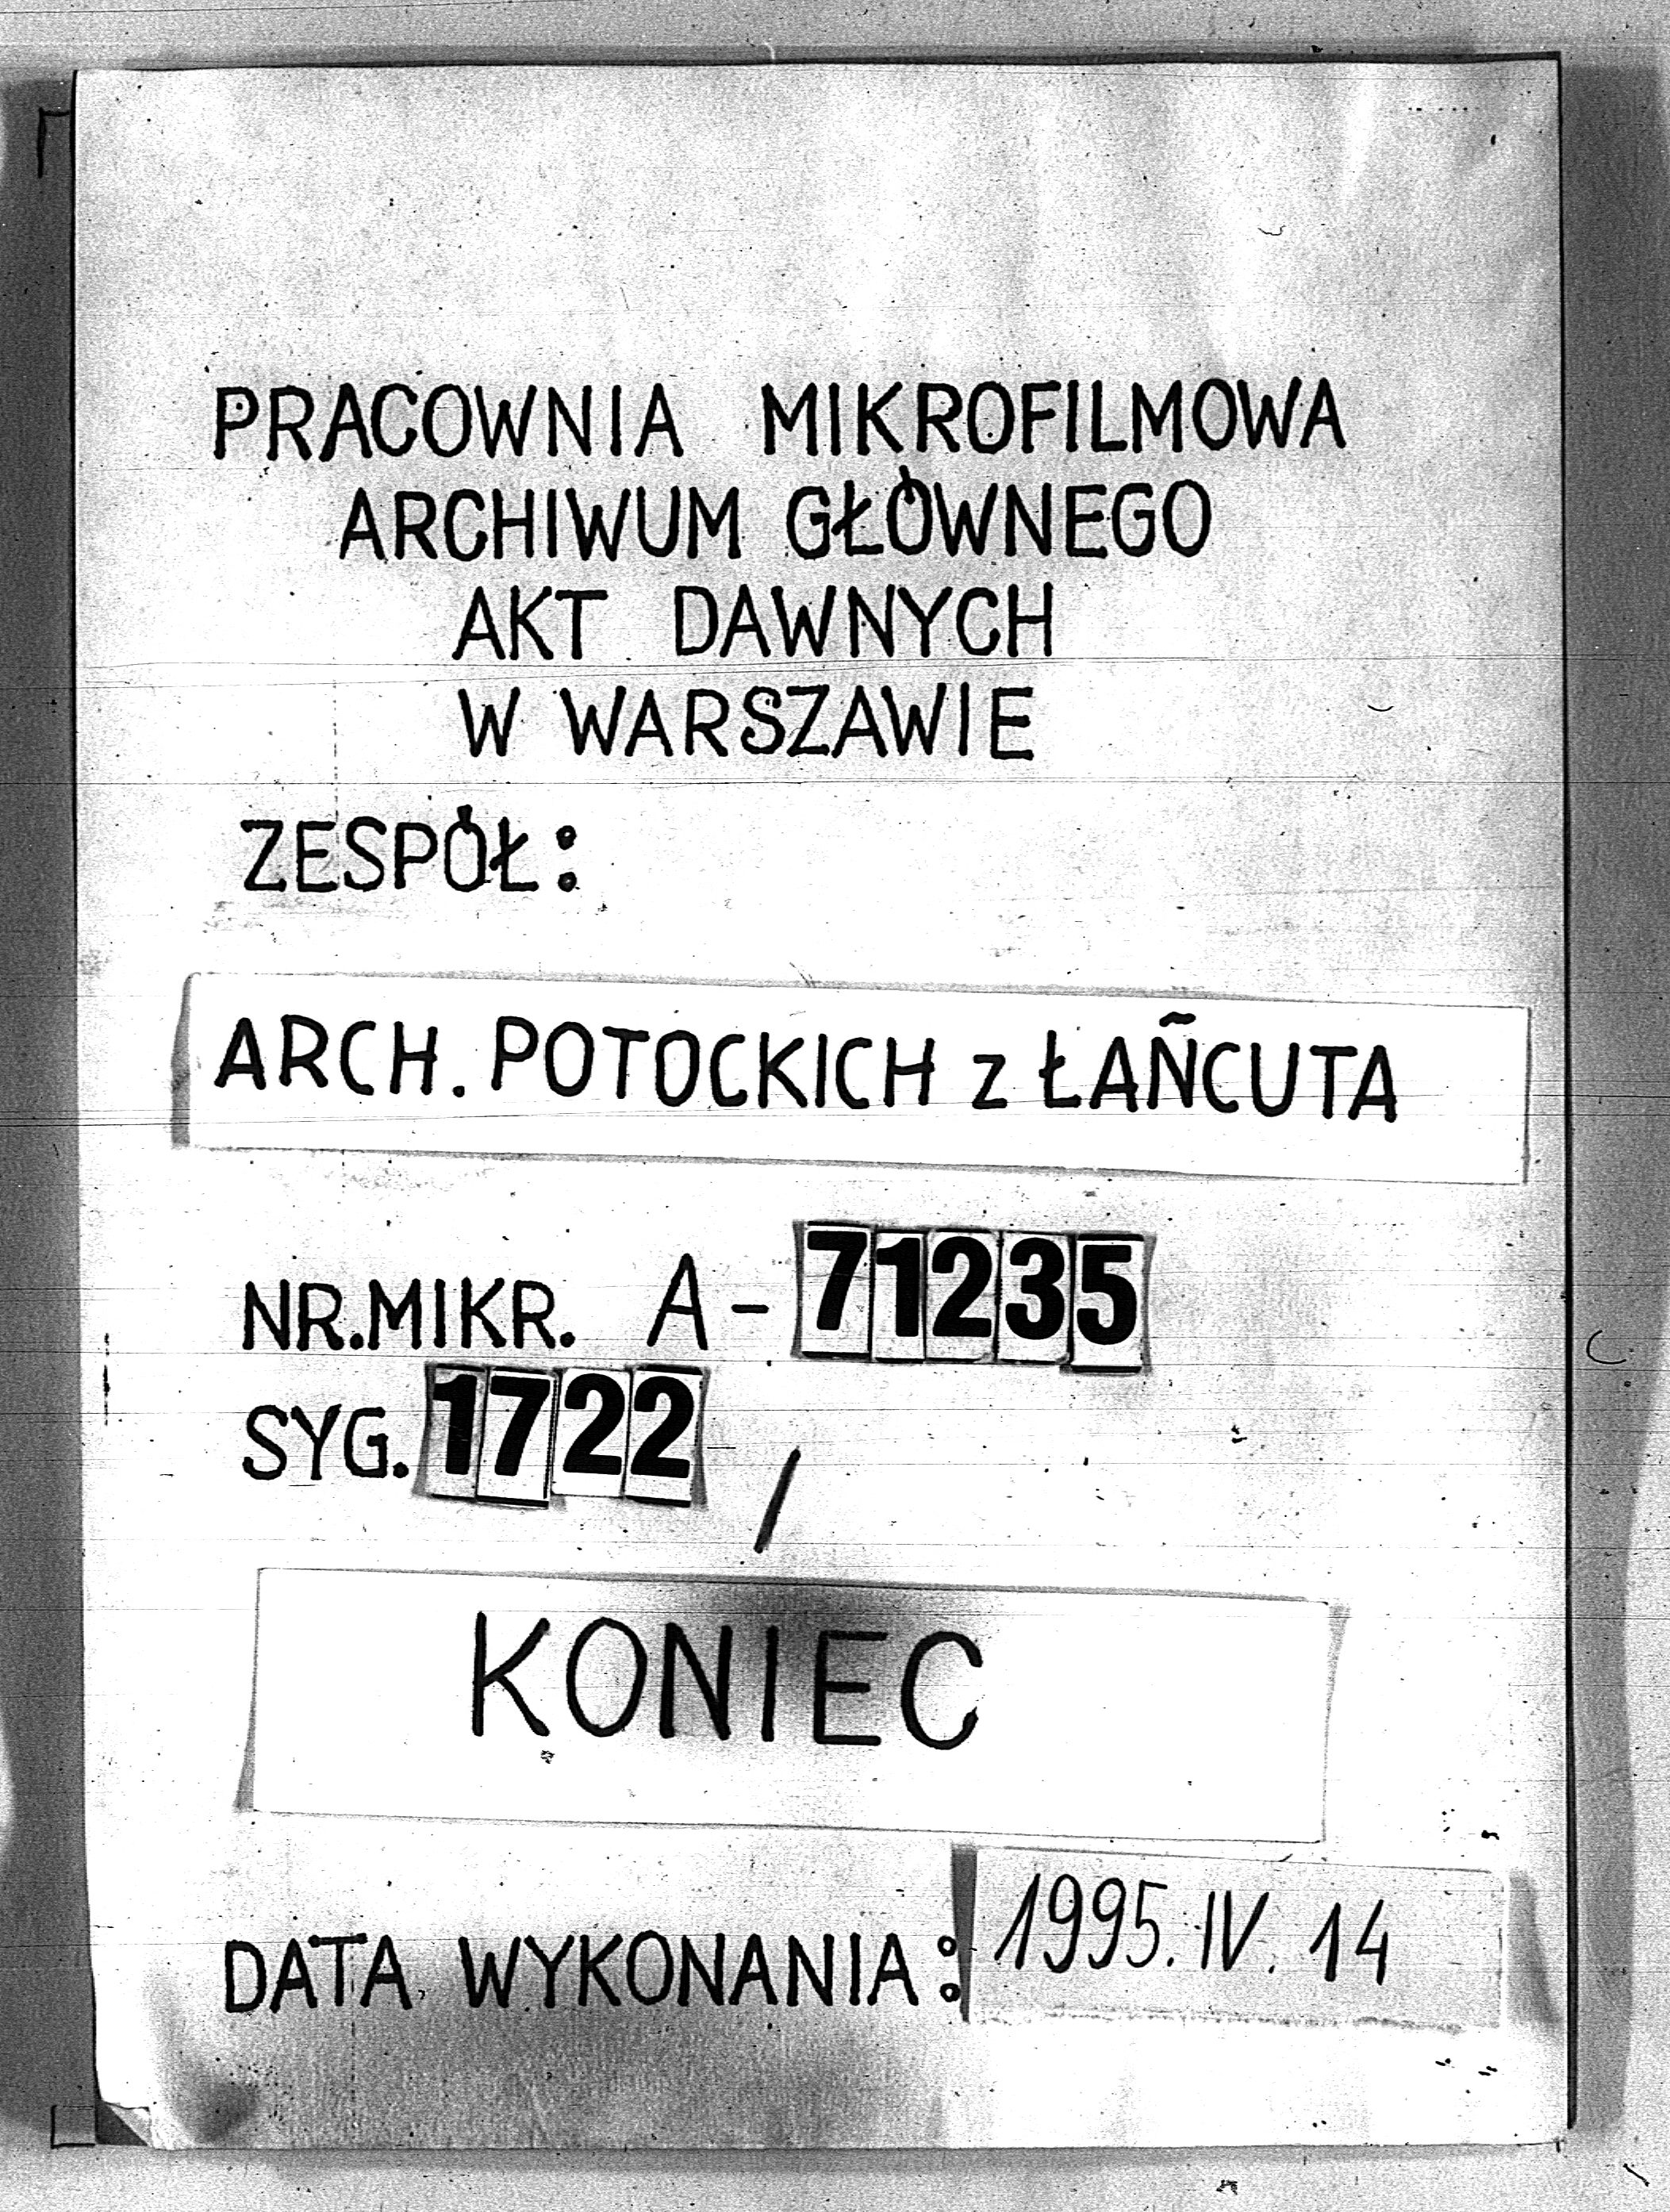 PRACOWNIA MIKROFILMOWA
ARCHIWUM GŁÓWNEGO
AKT DAWNYCH
W WARSZAWIE
ZESPÓŁ:
ARCH. POTOCKICH z ŁAÑCUTA
NR.MIKR. A-71235
SYG. 1722 /
KONIEC
DATA WYKONANIA: 1995.IV.14